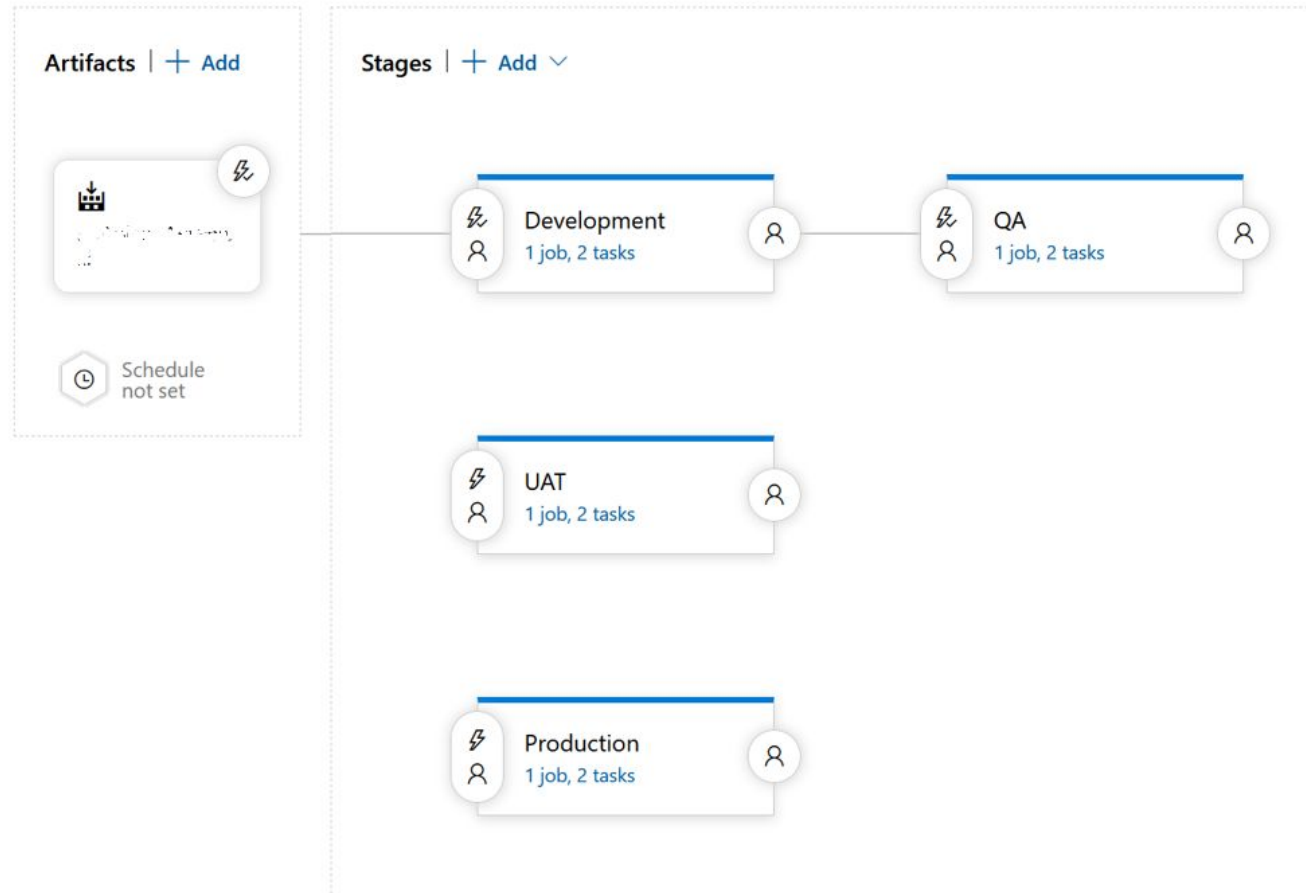 Artifacts | + Add
Stages | + Add
Development
1 job, 2 tasks
QA
1 job, 2 tasks
Schedule
not set
UAT
1 job, 2 tasks
Production
1 job, 2 tasks